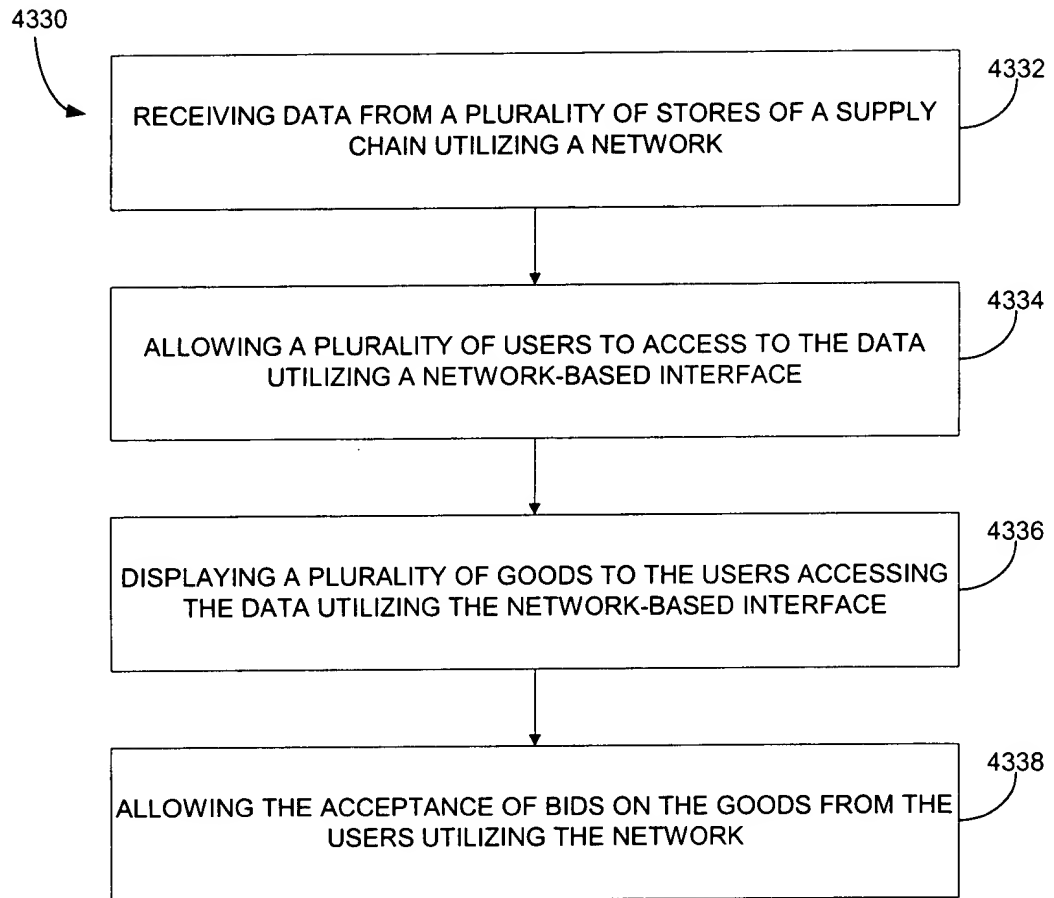 4330
4332
RECEIVING DATA FROM A PLURALITY OF STORES OF A SUPPLY
CHAIN UTILIZING A NETWORK
4334
ALLOWING A PLURALITY OF USERS TO ACCESS TO THE DATA
UTILIZING A NETWORK-BASED INTERFACE
4336
DISPLAYING A PLURALITY OF GOODS TO THE USERS ACCESSING
THE DATA UTILIZING THE NETWORK-BASED INTERFACE
4338
ALLOWING THE ACCEPTANCE OF BIDS ON THE GOODS FROM THE
USERS UTILIZING THE NETWORK